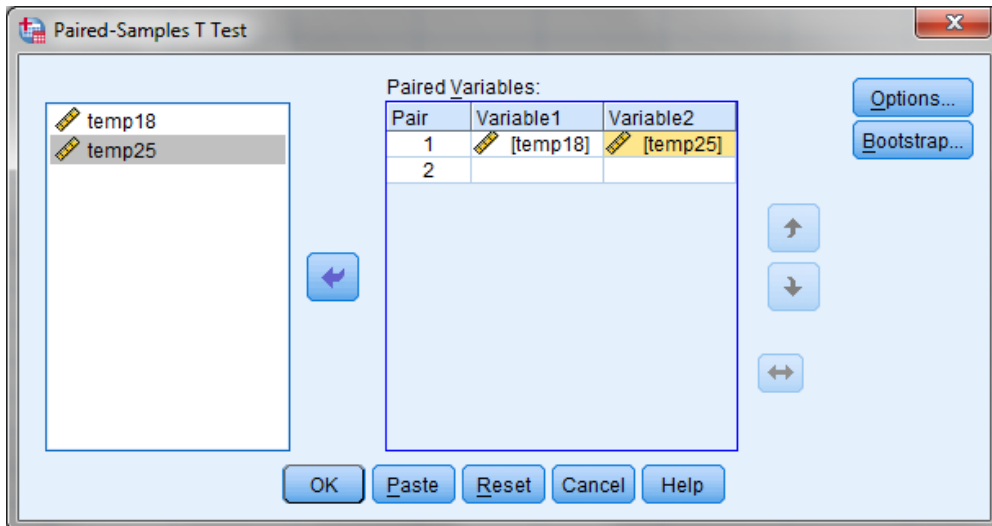 Paired-Samples T Test
x
temp18
temp25
Paired Variables:
Pair Variable1 Variable2
1 [temp18] [temp25]
2
Options...
Bootstrap...
OK Paste Reset Cancel Help